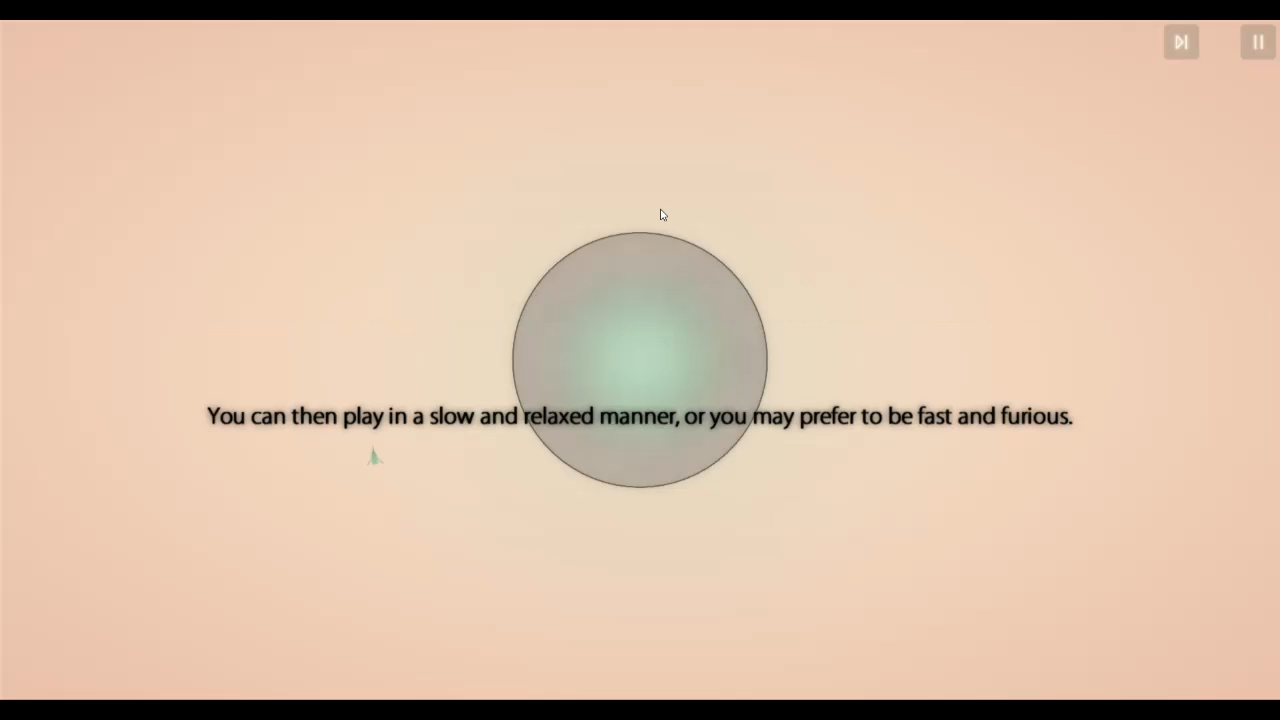 You can then play in a slow and relaxed manner, or you may prefer to be fast and furious.